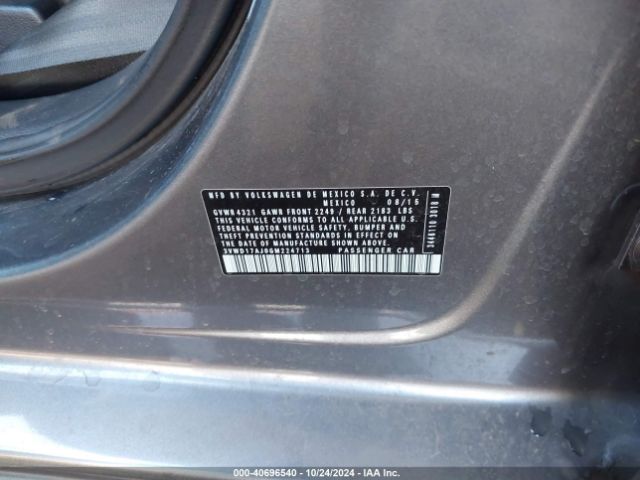 MFD BY VOLKSWAGEN DE MEXICO S.A. DE C.V.
MEXICO 08/15
GVWR 4321 GAWR FRONT 2249 / REAR 2183 LBS
THIS VEHICLE CONFORMS TO ALL APPLICABLE U.S.
FEDERAL MOTOR VEHICLE SAFETY, BUMPER AND
THEFT PREVENTION STANDARDS IN EFFECT ON THE
DATE OF MANUFACTURE SHOWN ABOVE.
PASSENGER CAR
000-40696540 - 10/24/2024 - IAA Inc.